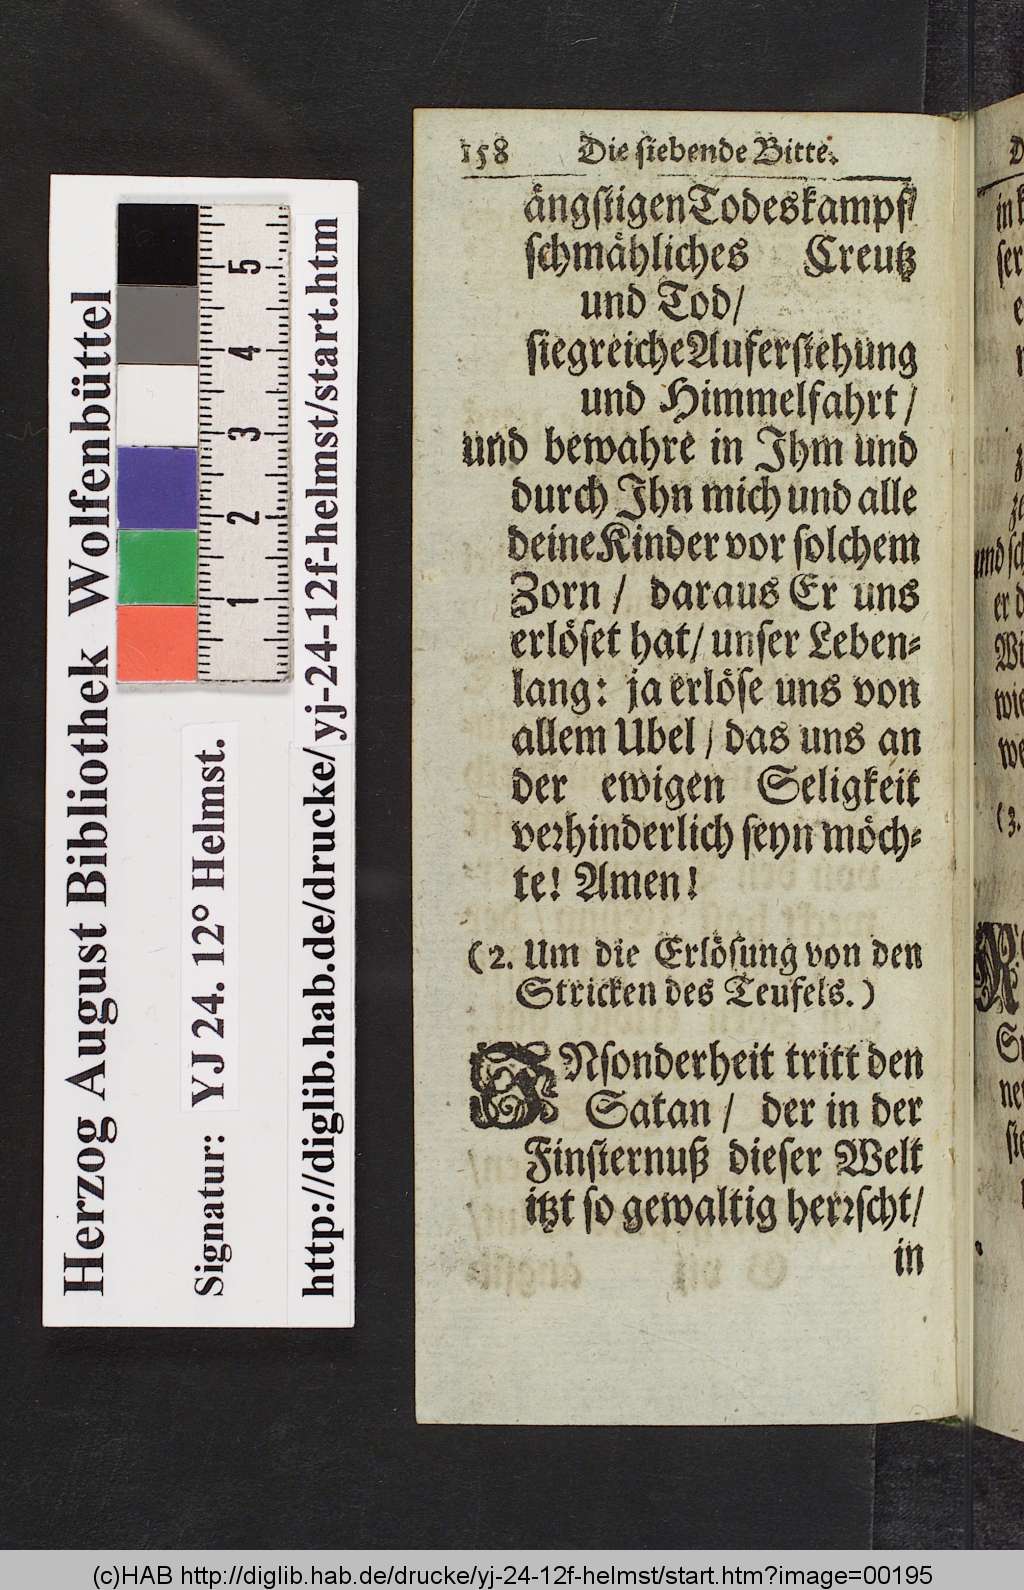 Herzog August Bibliothek Wolfenbüttel
Signatur: YJ 24. 12° Helmst.
http://diglib.hab.de/drucke/yj-24-12f-helmst/start.htm
5
4
3
2
1
158 Die siebende Bitte.
ängstigen Todeskampf/
schmähliches Creutz
und Tod/
siegreiche Auferstehung
und Himmelfahrt/
und bewahre in Ihm und
durch Ihn mich und alle
deine Kinder vor solchem
Zorn / daraus Er uns
erlöset hat/ unser Leben-
lang: ja erlöse uns von
allem Ubel / das uns an
der ewigen Seligkeit
verhinderlich seyn möch-
te! Amen!
(2. Um die Erlösung von den
Stricken des Teufels.)
INsonderheit tritt den
Satan / der in der
Finsternuß dieser Welt
itzt so gewaltig herrscht/
in
(c)HAB http://diglib.hab.de/drucke/yj-24-12f-helmst/start.htm?image=00195